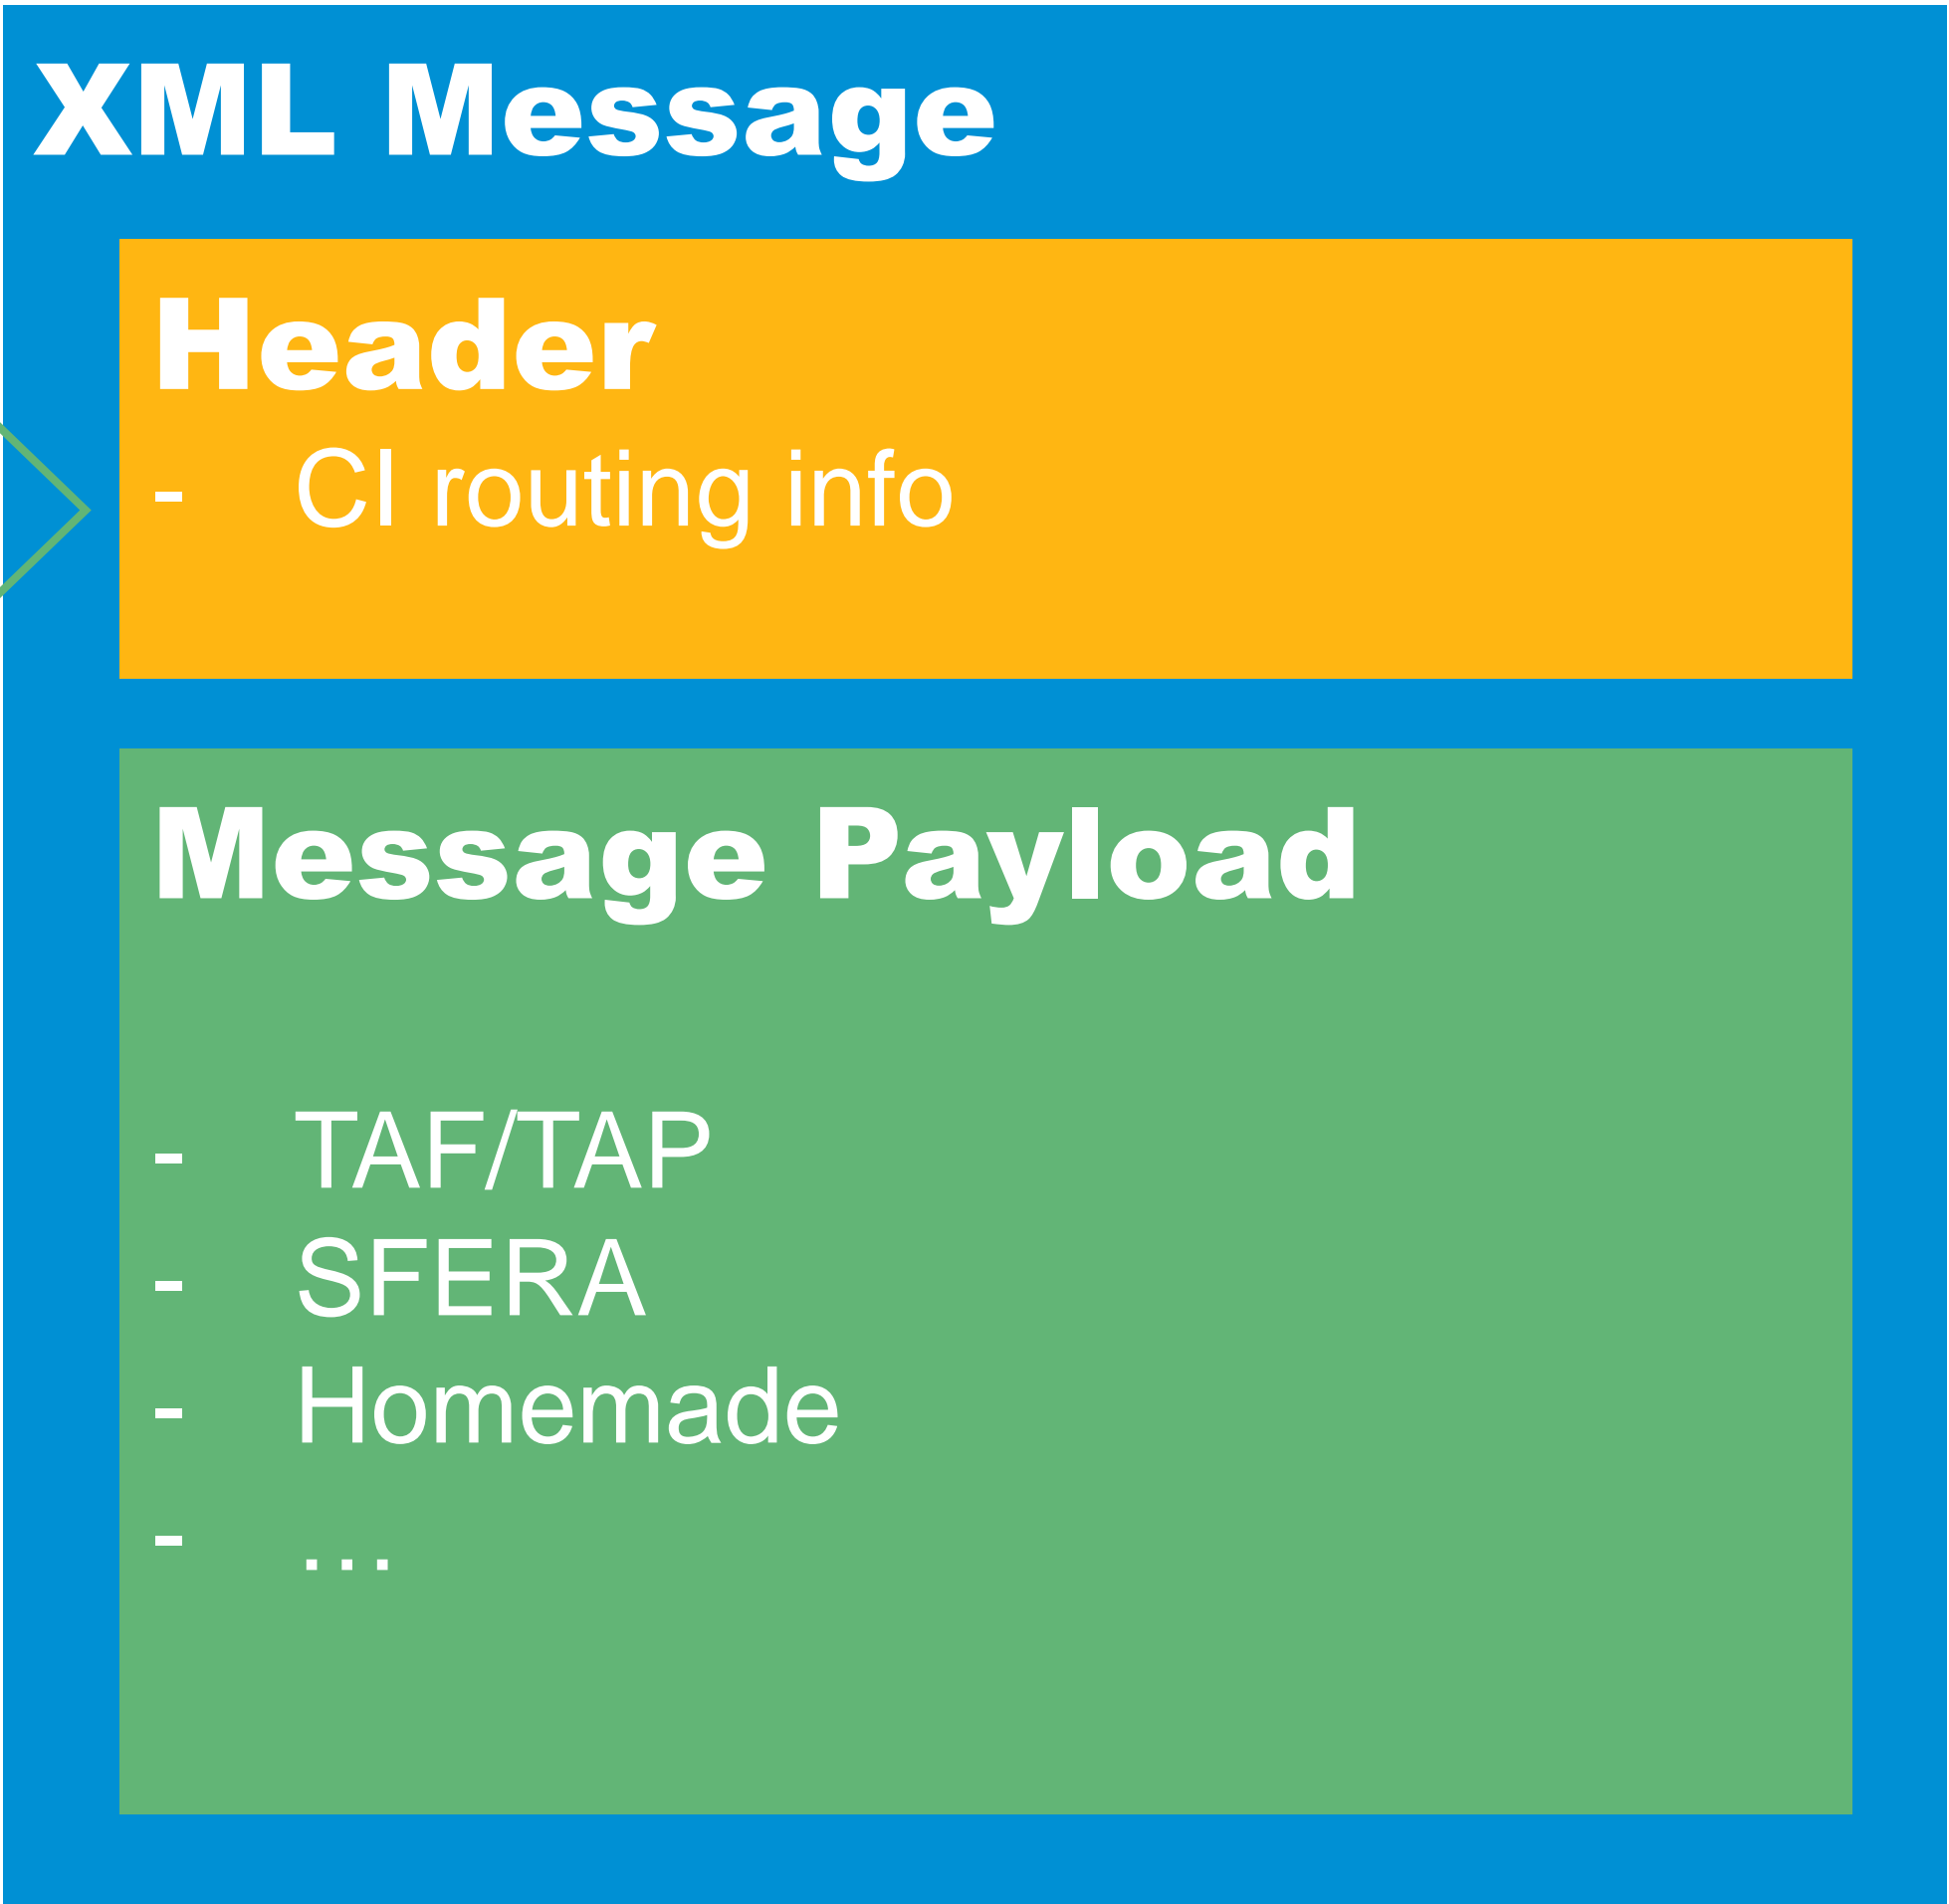 XML Message
Header
- CI routing info
Message Payload
- TAF/TAP
- SFERA
- Homemade
- ...